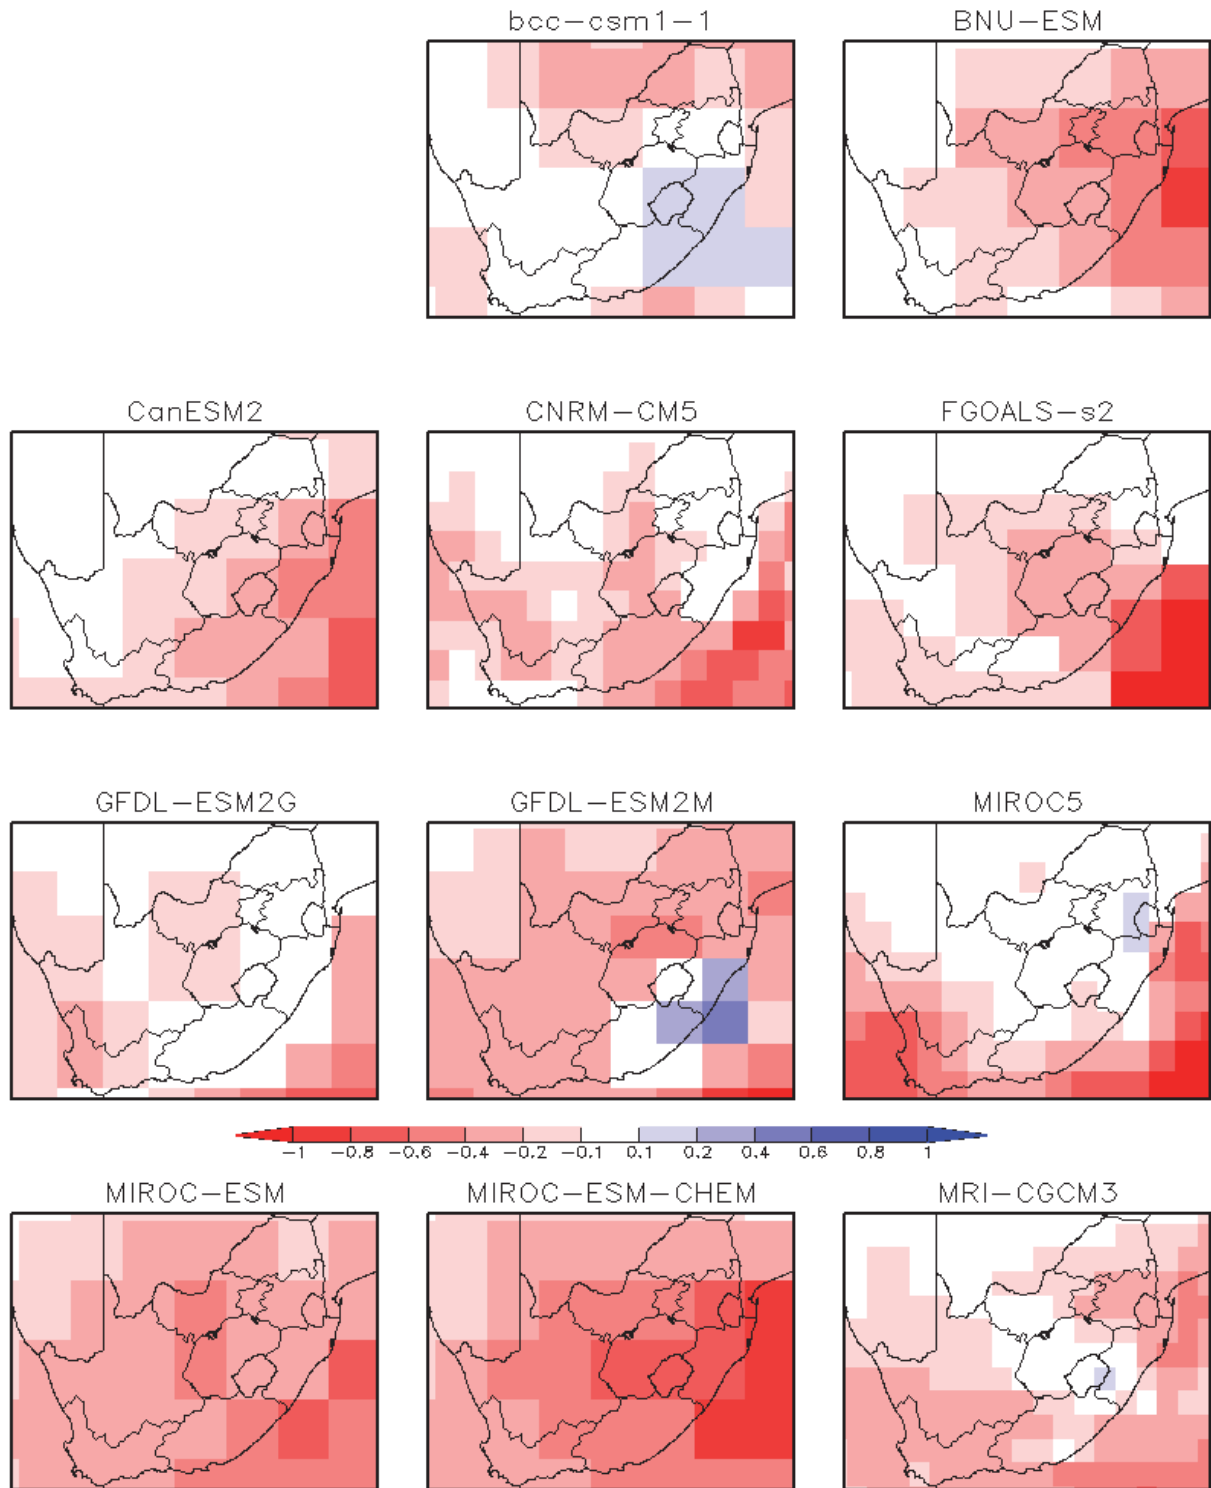 bcc-csm1-1
BNU-ESM
CanESM2
CNRM-CM5
FGOALS-s2
GFDL-ESM2G
GFDL-ESM2M
MIROC5
-1 -0.8 -0.6 -0.4 -0.2 -0.1 0.1 0.2 0.4 0.6 0.8 1
MIROC-ESM
MIROC-ESM-CHEM
MRI-CGCM3